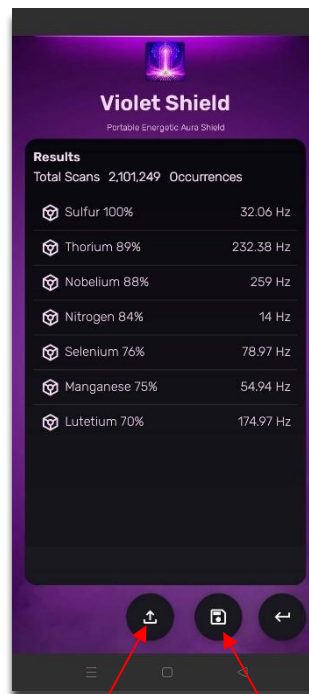 Violet Shield
Portable Energetic Aura Shield
Results
Total Scans 2,101,249 Occurrences
Sulfur 100% 32.06 Hz
Thorium 89% 232.38 Hz
Nobelium 88% 259 Hz
Nitrogen 84% 14 Hz
Selenium 76% 78.97 Hz
Manganese 75% 54.94 Hz
Lutetium 70% 174.97 Hz